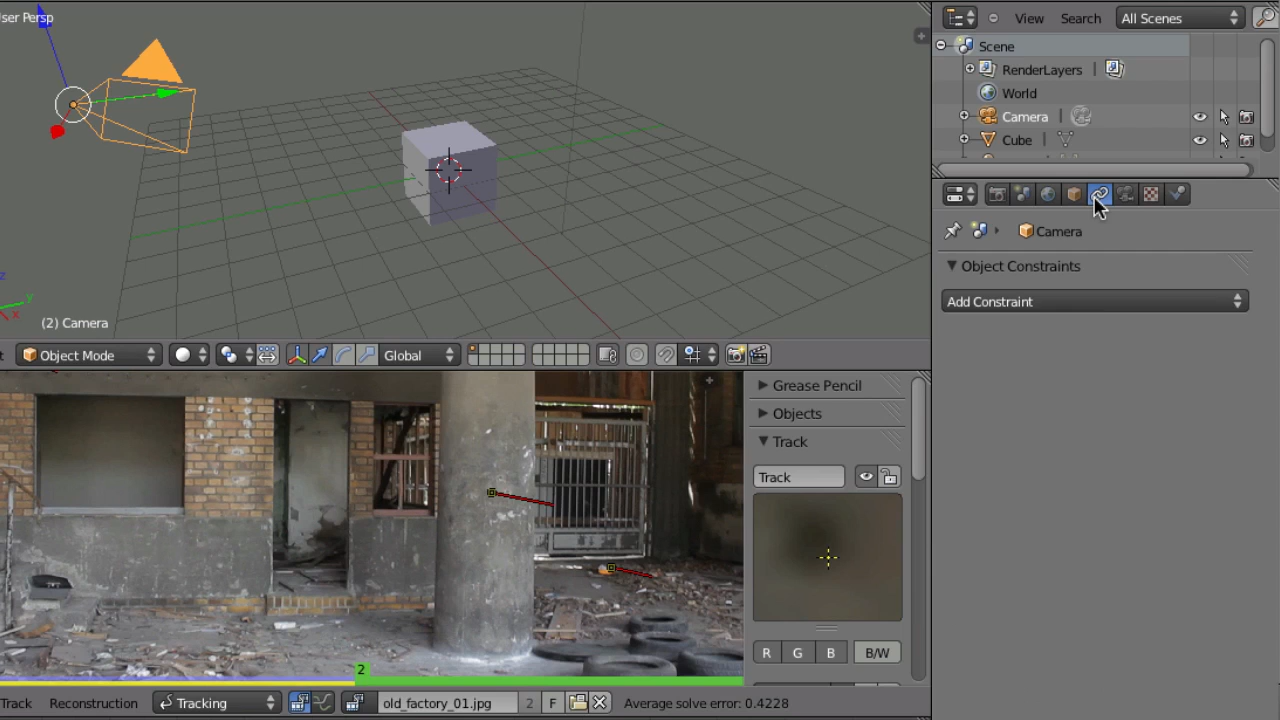 User Persp
View Search All Scenes
Scene
RenderLayers
World
Camera
Cube
Camera
Object Constraints
Add Constraint
z
y
x
(2) Camera
Object Mode
Global
Grease Pencil
Objects
Track
Track
R G B B/W
2
Track Reconstruction Tracking old_factory_01.jpg 2 F Average solve error: 0.4228